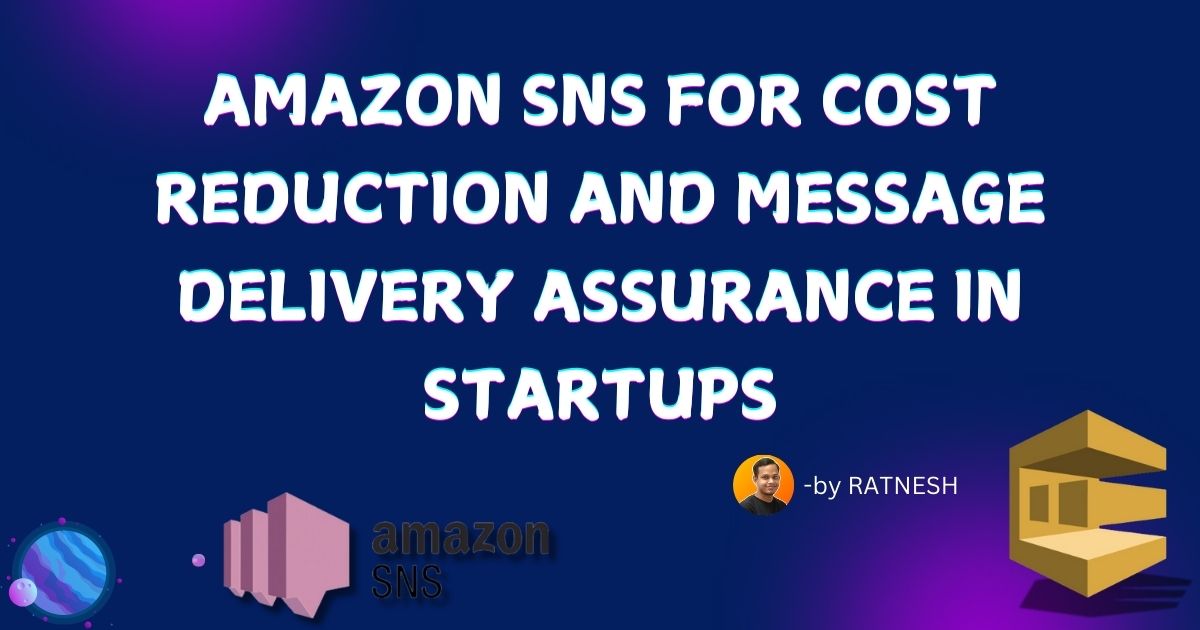 AMAZON SNS FOR COST
REDUCTION AND MESSAGE
DELIVERY ASSURANCE IN
STARTUPS
-by RATNESH
amazon
SNS